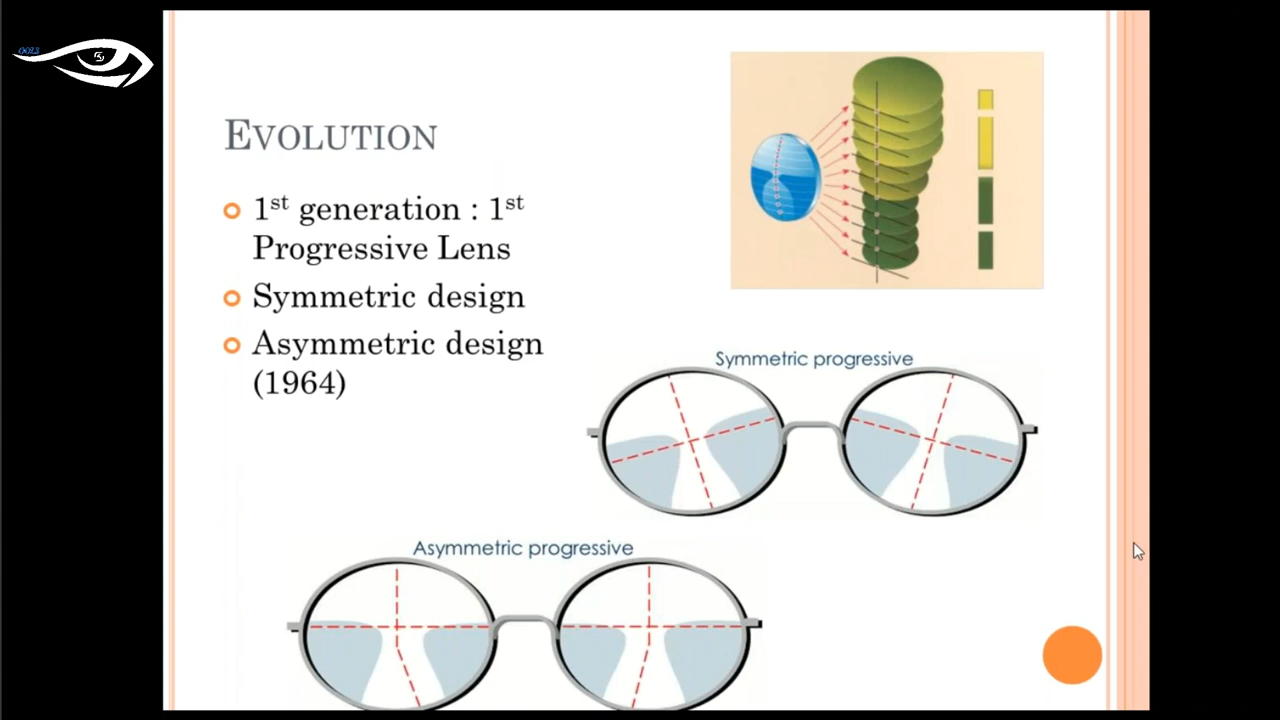 EVOLUTION
1st generation : 1st
Progressive Lens
Symmetric design
Asymmetric design
(1964)
Symmetric progressive
Asymmetric progressive